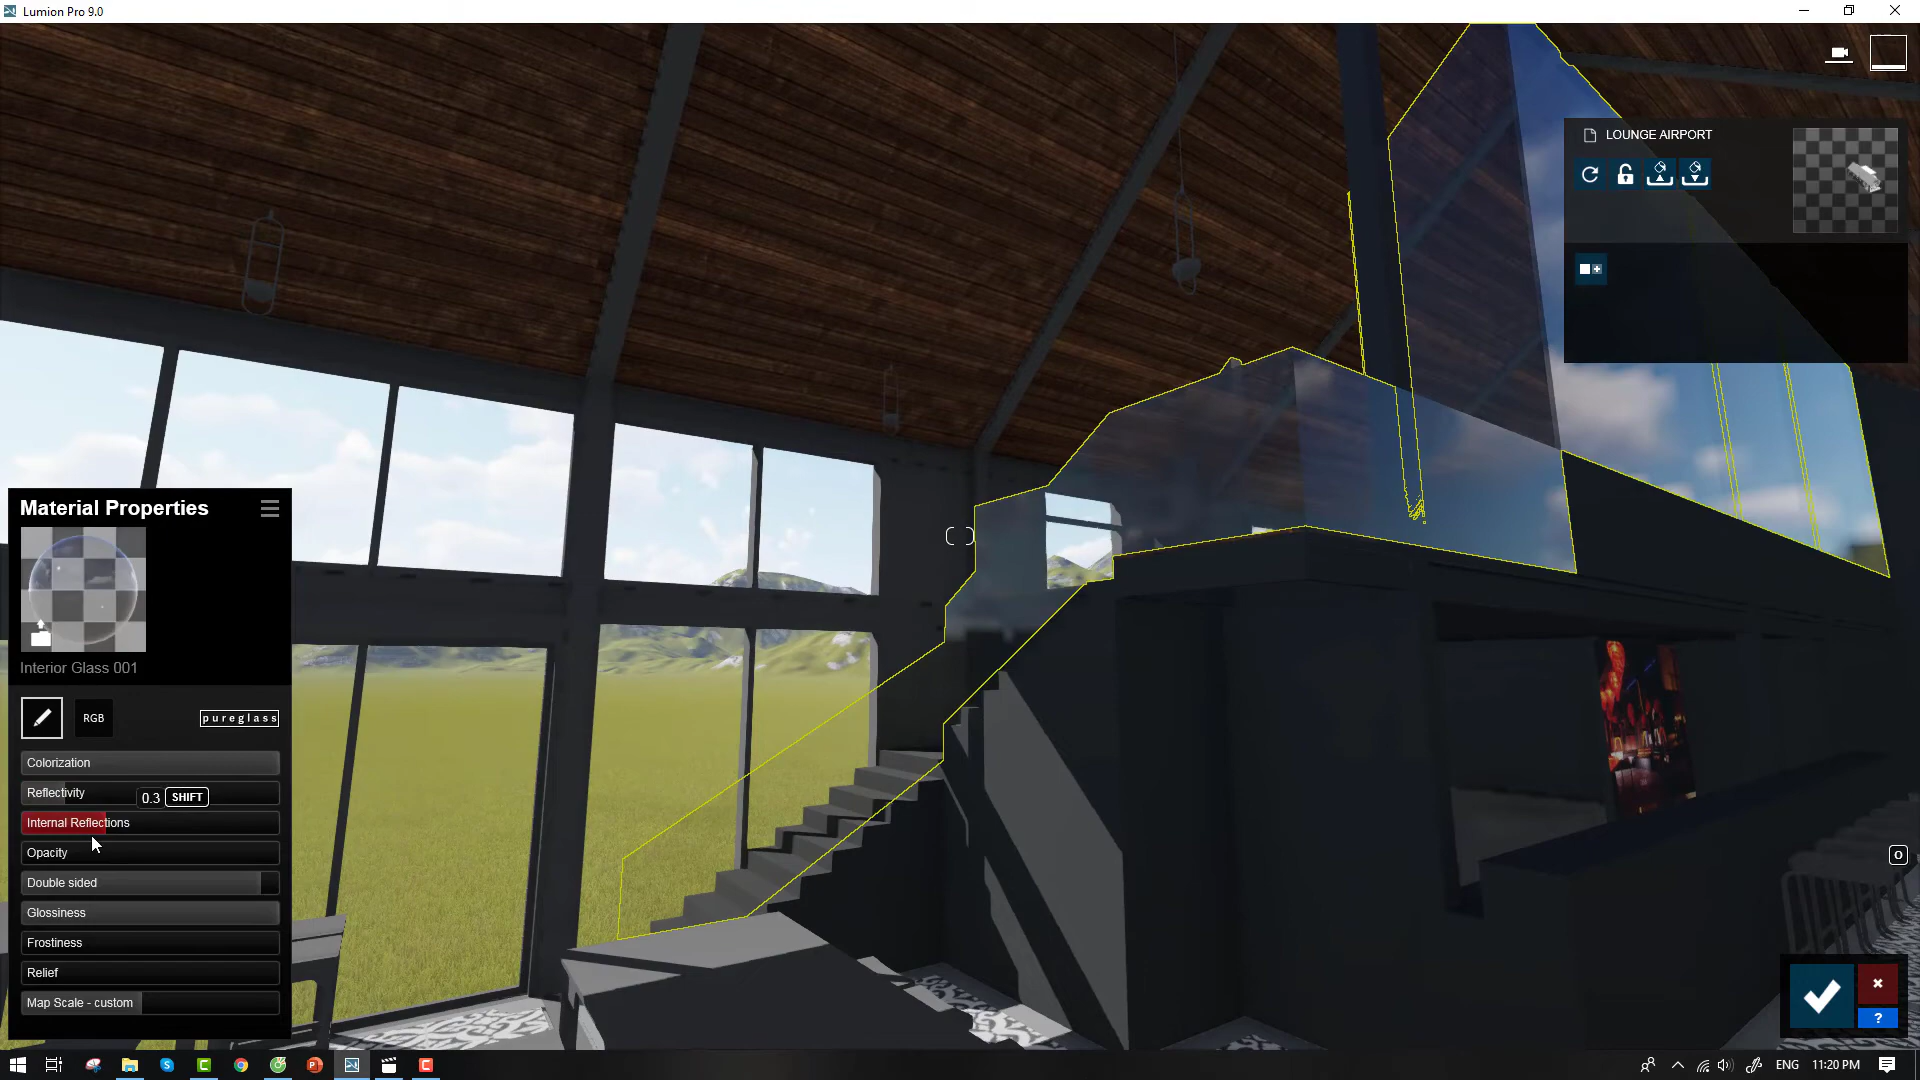 Lumion Pro 9.0
LOUNGE AIRPORT
Material Properties
Interior Glass 001
RGB
pureglass
Colorization
Reflectivity
0.3 SHIFT
Internal Reflections
Opacity
Double sided
Glossiness
Frostiness
Relief
Map Scale - custom
O
?
ENG 11:20 PM